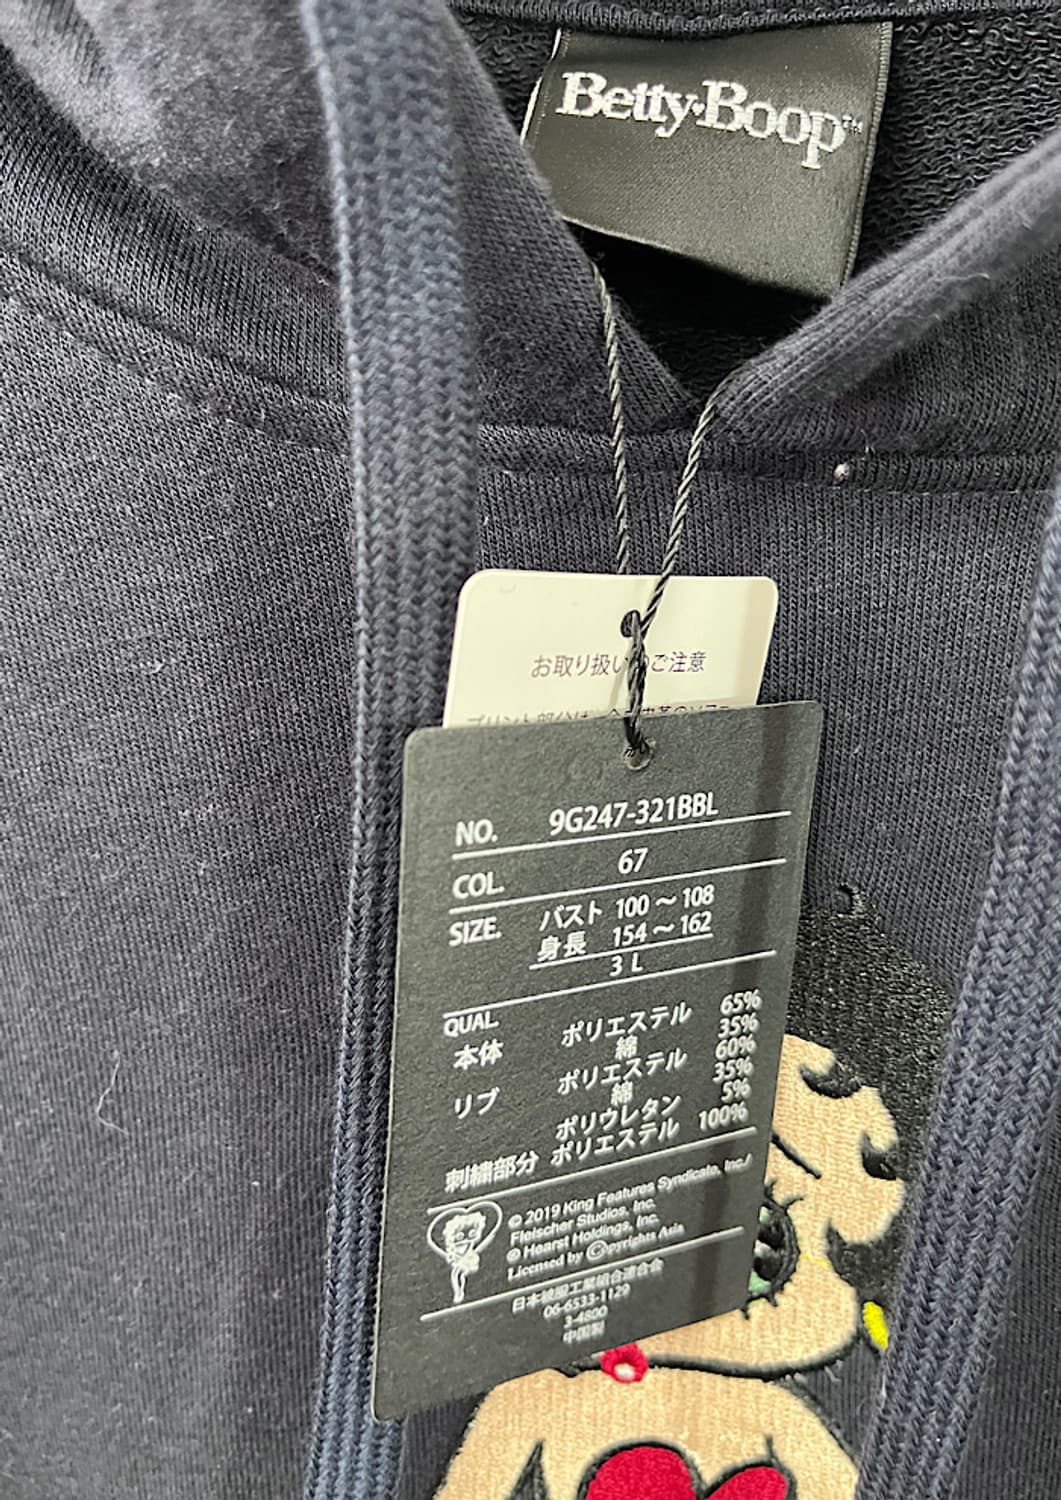 Betty Boop™
お取り扱いのご注意
NO. 9G247-321BBL
COL. 67
SIZE. バスト 100 ～ 108
身長 154 ～ 162
3 L
QUAL.
本体 ポリエステル 65%
綿 35%
リブ ポリエステル 60%
綿 35%
ポリウレタン 5%
刺繍部分 ポリエステル 100%
© 2019 King Features Syndicate, Inc./
Fleischer Studios, Inc.
® Hearst Holdings, Inc.
Licensed by Copyrights Asia
日本被服工業組合連合会
06-6533-1129
3-4800
中国製